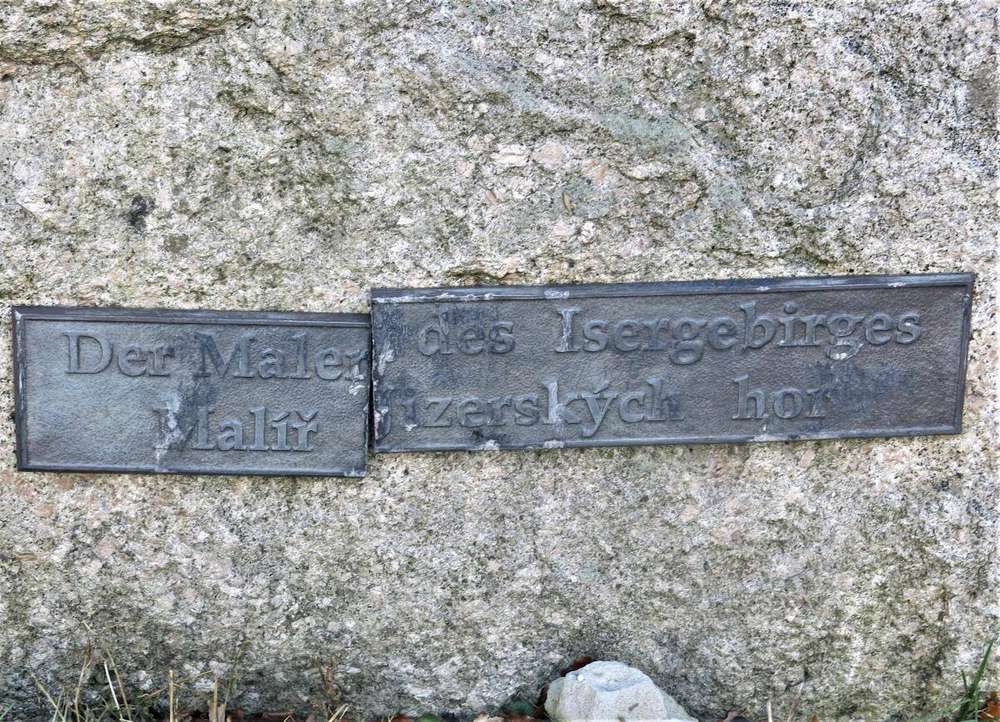 Der Maler des Isergebirges
Malíř Jizerských hor